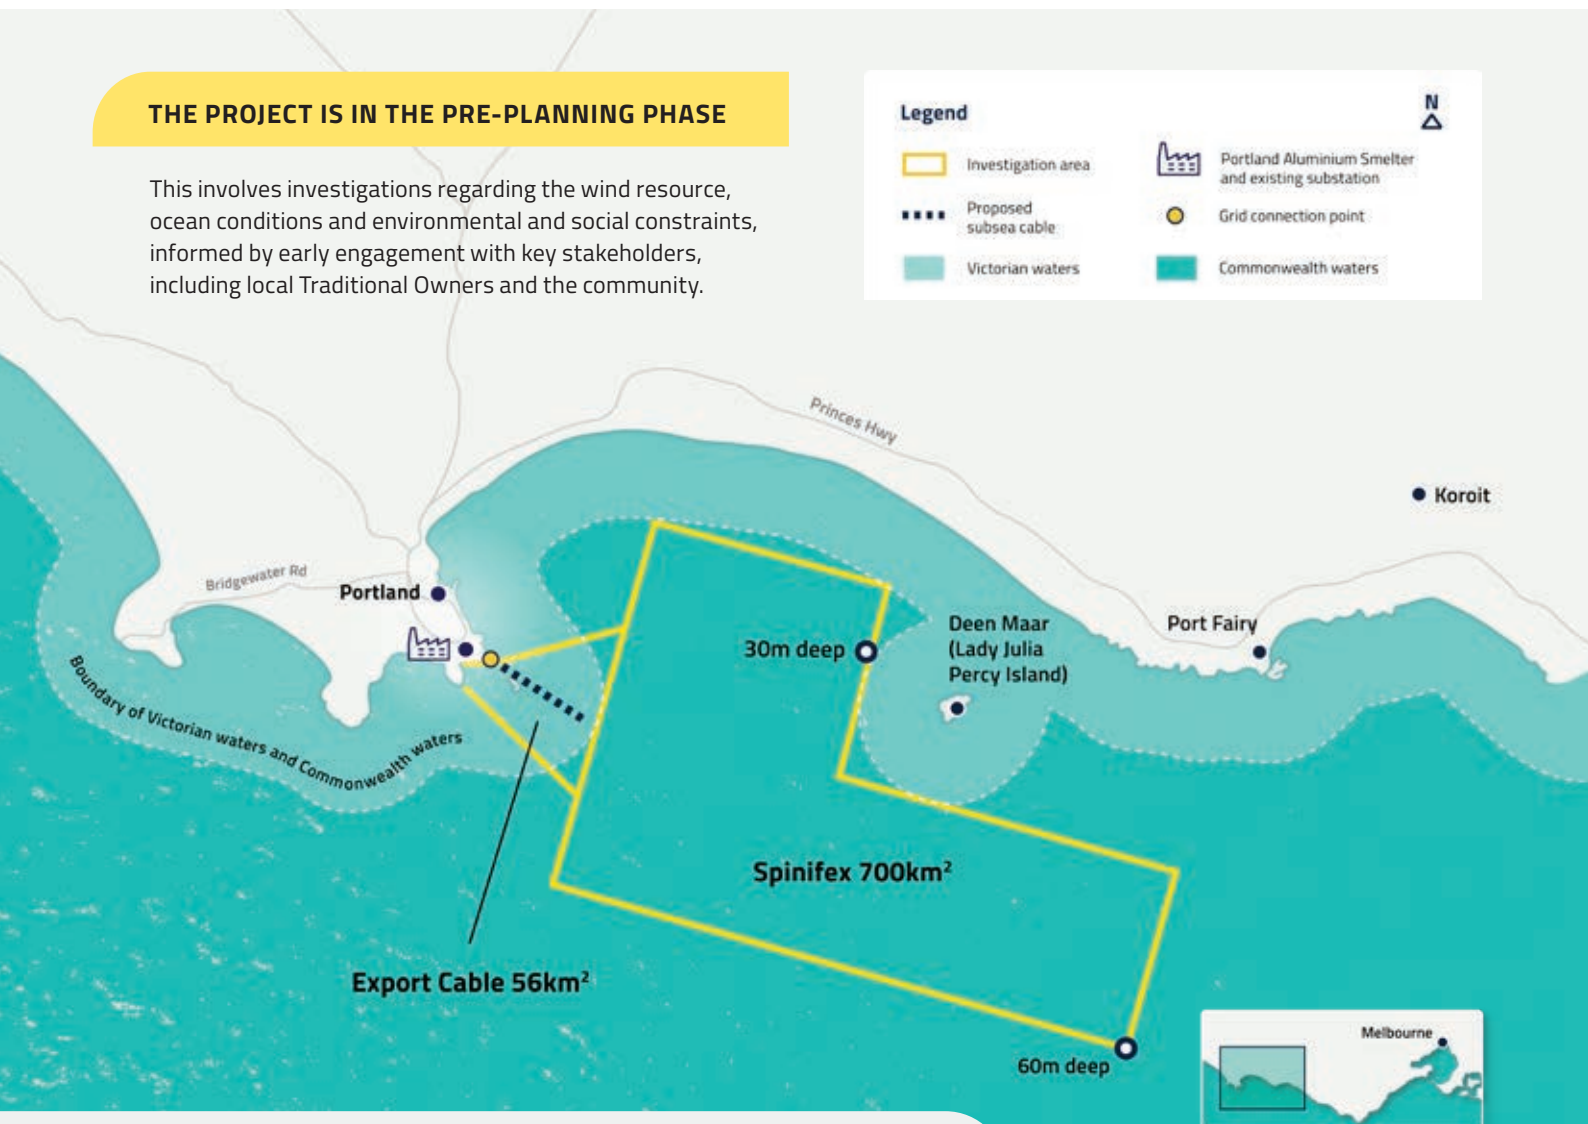 THE PROJECT IS IN THE PRE-PLANNING PHASE
This involves investigations regarding the wind resource,
ocean conditions and environmental and social constraints,
informed by early engagement with key stakeholders,
including local Traditional Owners and the community.
Legend
N
Investigation area
Proposed
subsea cable
Victorian waters
Portland Aluminium Smelter
and existing substation
Grid connection point
Commonwealth waters
Princes Hwy
Koroit
Bridgewater Rd
Portland
Deen Maar
(Lady Julia
Percy Island)
Port Fairy
30m deep
Boundary of Victorian waters and Commonwealth waters
Spinifex 700km²
Export Cable 56km²
60m deep
Melbourne